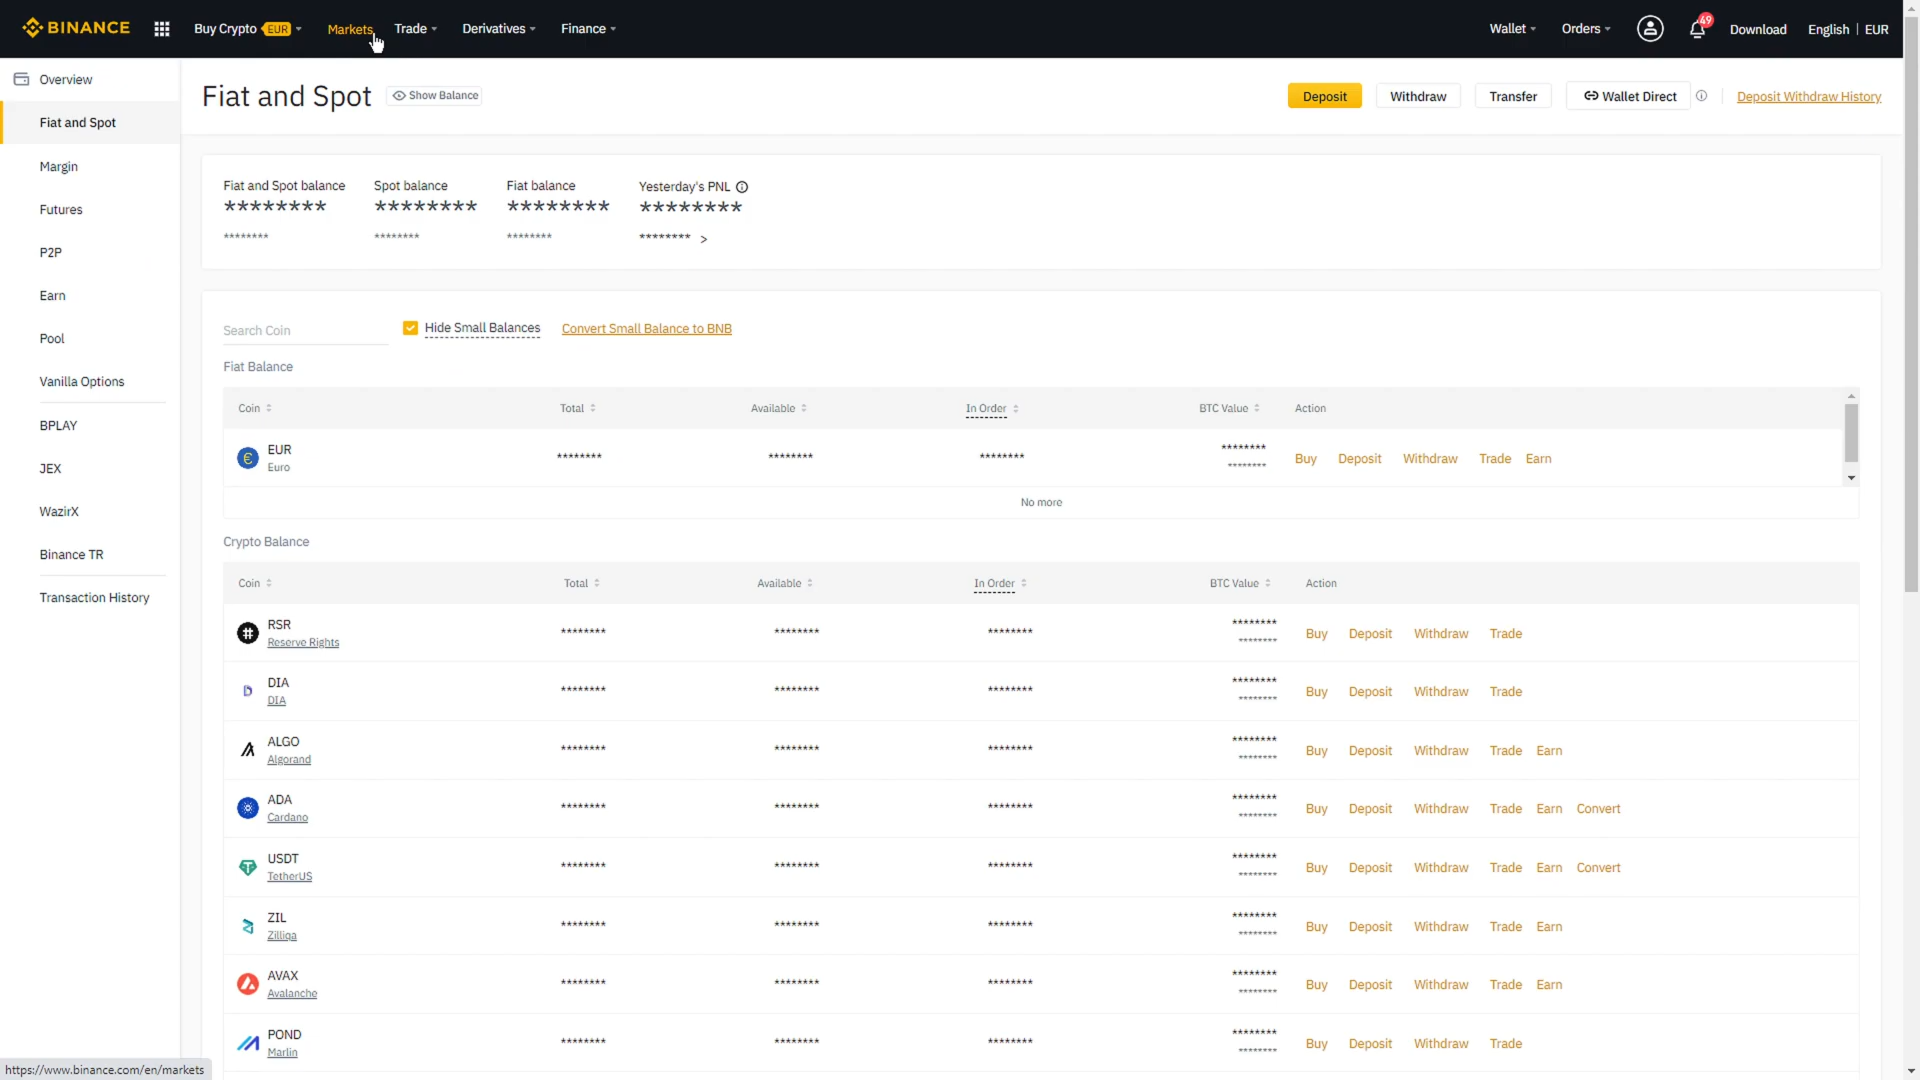 BINANCE Buy Crypto EUR Markets Trade Derivatives Finance Wallet Orders 49 Download English | EUR
Overview
Fiat and Spot
Margin
Futures
P2P
Earn
Pool
Vanilla Options
BPLAY
JEX
WazirX
Binance TR
Transaction History
Fiat and Spot Show Balance Deposit Withdraw Transfer Wallet Direct Deposit Withdraw History
Fiat and Spot balance Spot balance Fiat balance Yesterday's PNL
******** ******** ******** ********
******** ******** ******** ******** >
Search Coin Hide Small Balances Convert Small Balance to BNB
Fiat Balance
Coin Total Available In Order BTC Value Action
EUR
Euro
******** ******** ******** ******** Buy Deposit Withdraw Trade Earn
********
No more
Crypto Balance
Coin Total Available In Order BTC Value Action
RSR
Reserve Rights
******** ******** ******** ******** Buy Deposit Withdraw Trade
********
DIA
DIA
******** ******** ******** ******** Buy Deposit Withdraw Trade
********
ALGO
Algorand
******** ******** ******** ******** Buy Deposit Withdraw Trade Earn
********
ADA
Cardano
******** ******** ******** ******** Buy Deposit Withdraw Trade Earn Convert
********
USDT
TetherUS
******** ******** ******** ******** Buy Deposit Withdraw Trade Earn Convert
********
ZIL
Zilliqa
******** ******** ******** ******** Buy Deposit Withdraw Trade Earn
********
AVAX
Avalanche
******** ******** ******** ******** Buy Deposit Withdraw Trade Earn
********
POND
Marlin
******** ******** ******** ******** Buy Deposit Withdraw Trade
********
https://www.binance.com/en/markets